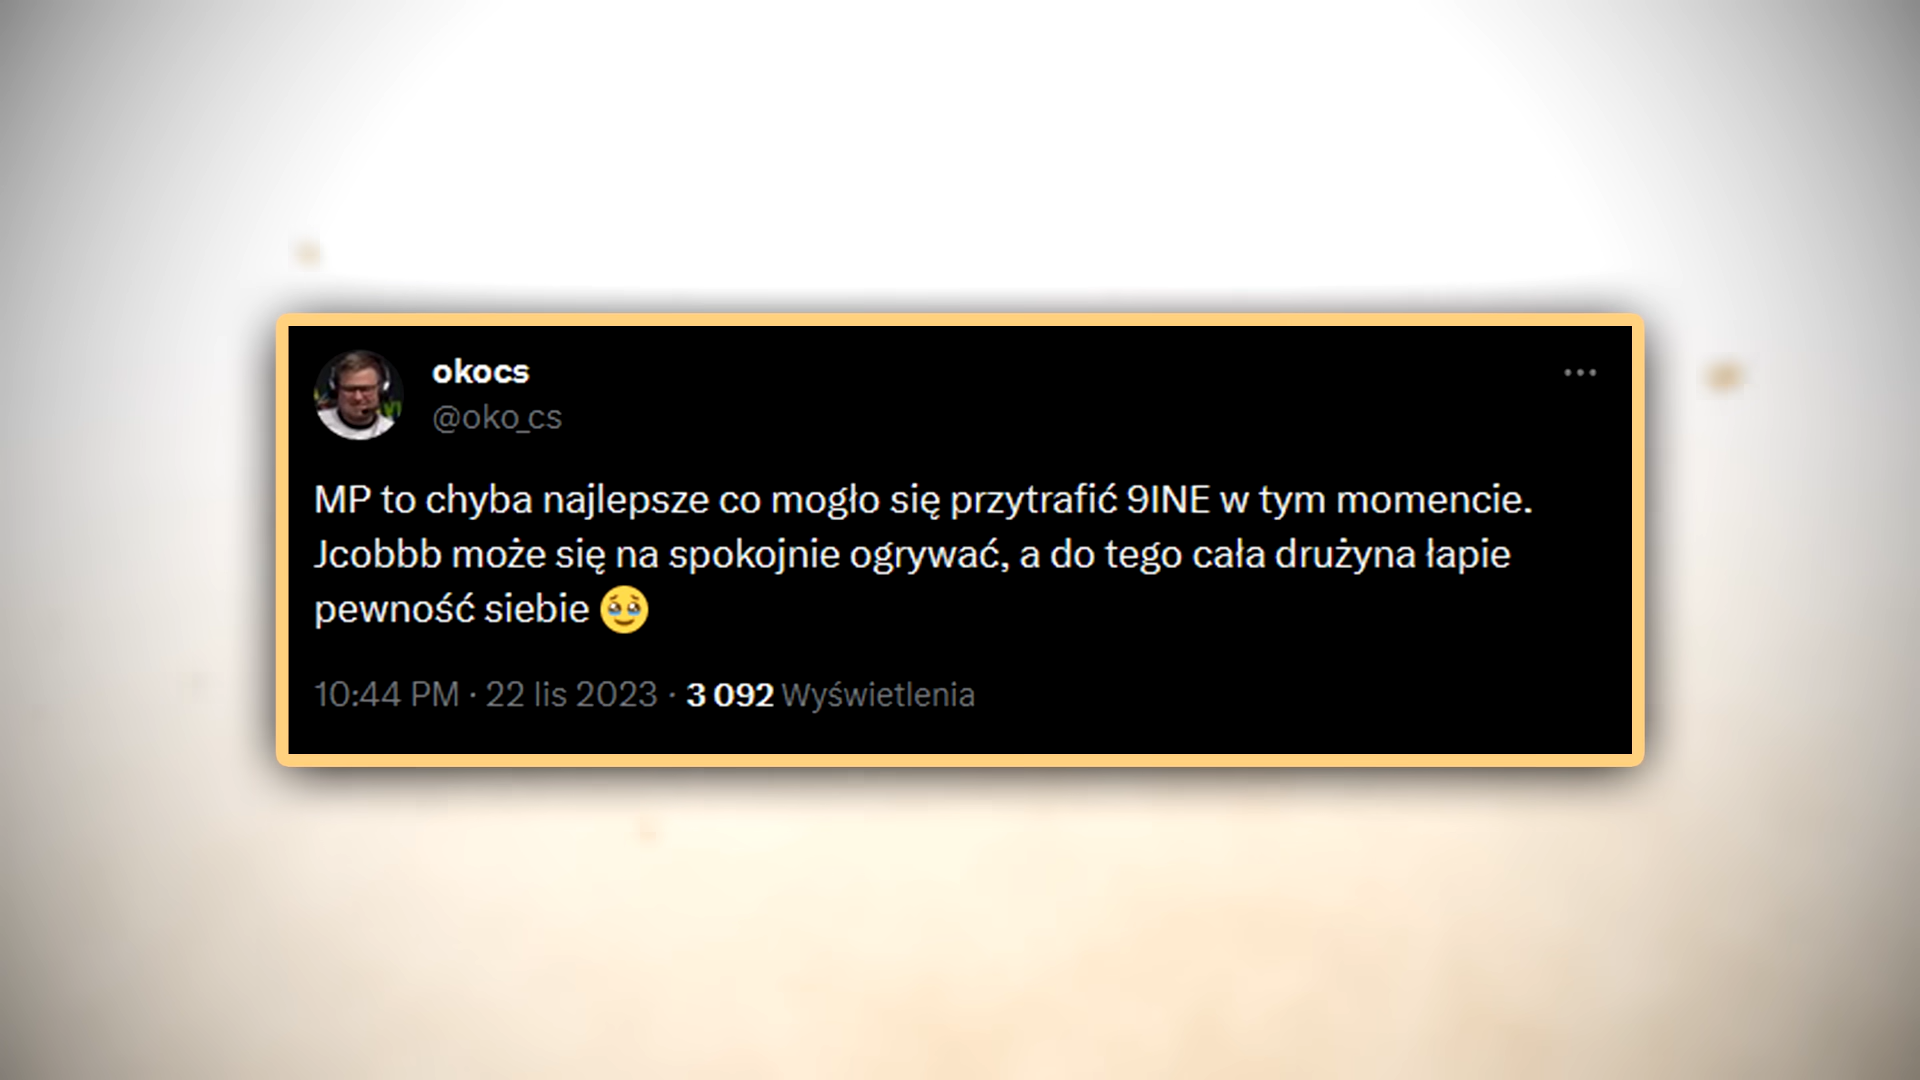 okocs
@oko_cs
MP to chyba najlepsze co mogło się przytrafić 9INE w tym momencie.
Jcobbb może się na spokojnie ogrywać, a do tego cała drużyna łapie
pewność siebie 🥹
10:44 PM · 22 lis 2023 · 3 092 Wyświetlenia